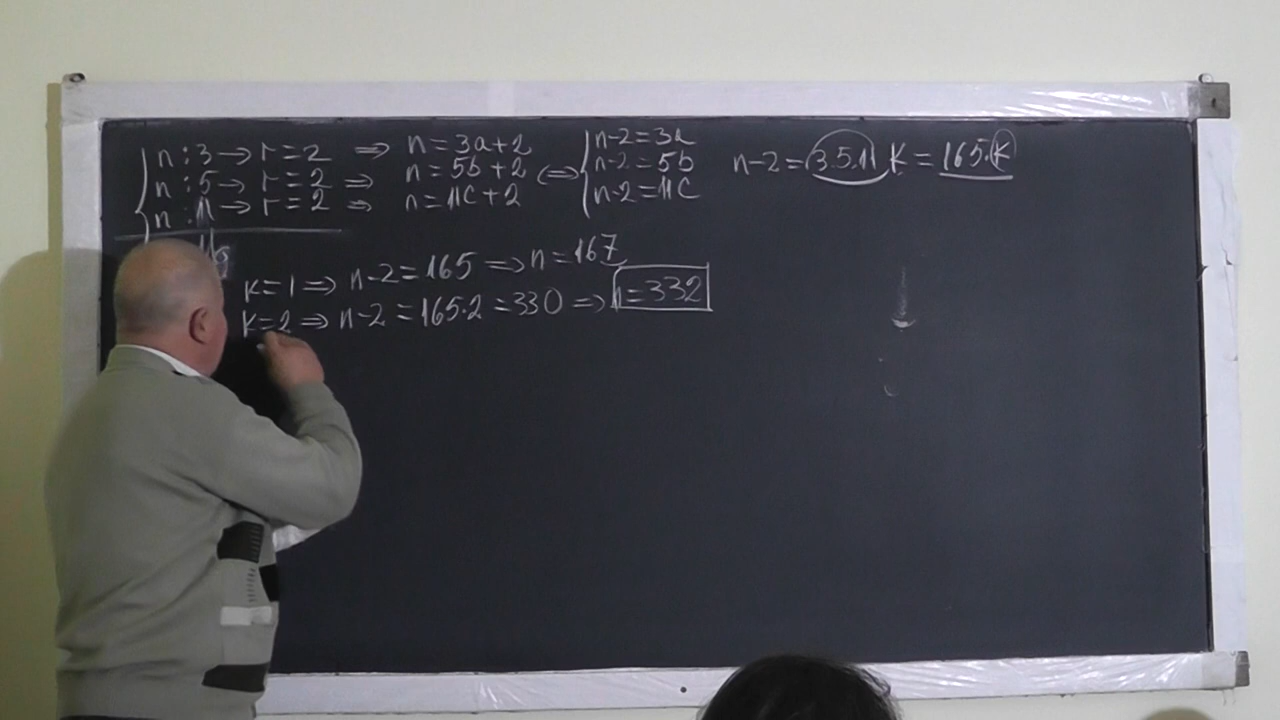 n : 3 → r = 2 ⇒ n = 3a + 2
n : 5 → r = 2 ⇒ n = 5b + 2 ⇔
n : 11 → r = 2 ⇒ n = 11C + 2
n-2 = 3a
n-2 = 5b
n-2 = 11C
n-2 = 3.5.11 K = 165.K
K = 1 ⇒ n-2 = 165 ⇒ n = 167
K = 2 ⇒ n-2 = 165.2 = 330 ⇒ n = 332